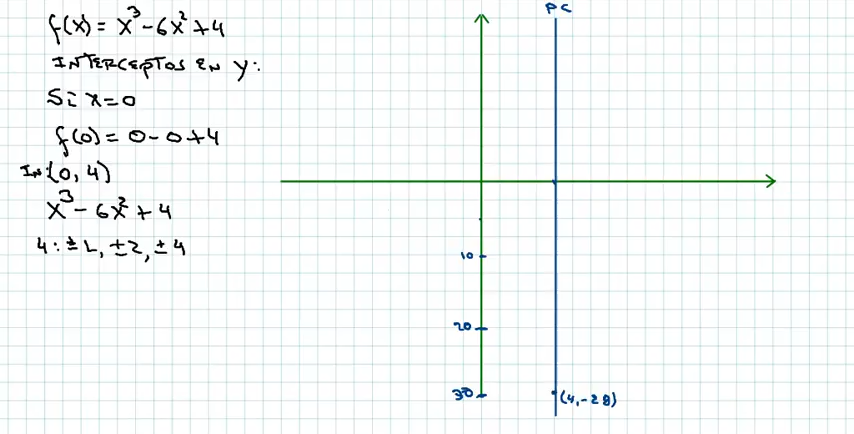 f(x) = x³ - 6x² + 4
INTERCEPTOS EN y:
Si x = 0
f(0) = 0 - 0 + 4
IN: (0, 4)
x³ - 6x² + 4
4: ±1, ±2, ±4
PC
10
20
30
(4, -28)